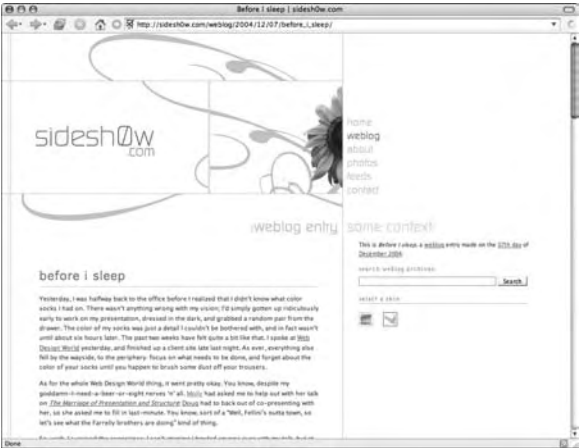 Before I sleep | sidesh0w.com
http://sidesh0w.com/weblog/2004/12/07/before_i_sleep/
sidesh0w
.com
home
weblog
about
photos
feeds
contact
weblog entry
some context
This is Before I sleep, a weblog entry made on the 07th day of
December 2004.
search weblog archives:
Search
select a skin:
before i sleep
Yesterday, I was halfway back to the office before I realized that I didn't know what color
socks I had on. There wasn't anything wrong with my vision; I'd simply gotten up ridiculously
early to work on my presentation, dressed in the dark, and grabbed a random pair from the
drawer. The color of my socks was just a detail I couldn't be bothered with, and in fact wasn't
until about six hours later. The past two weeks have felt quite a bit like that. I spoke at Web
Design World yesterday, and finished up a client site late last night. As ever, everything else
fell by the wayside, to the periphery: focus on what needs to be done, and forget about the
color of your socks until you happen to brush some dust off your trousers.
As for the whole Web Design World thing, it went pretty okay. You know, despite my
goddamn-I-need-a-beer-or-eight nerves 'n' all. Molly had asked me to help out with her talk
on The Marriage of Presentation and Structure Doug had to back out of co-presenting with
her, so she asked me to fill in last-minute. You know, sort of a "Well, Fellini's outta town, so
let's see what the Farrelly brothers are doing" kind of thing.
Done